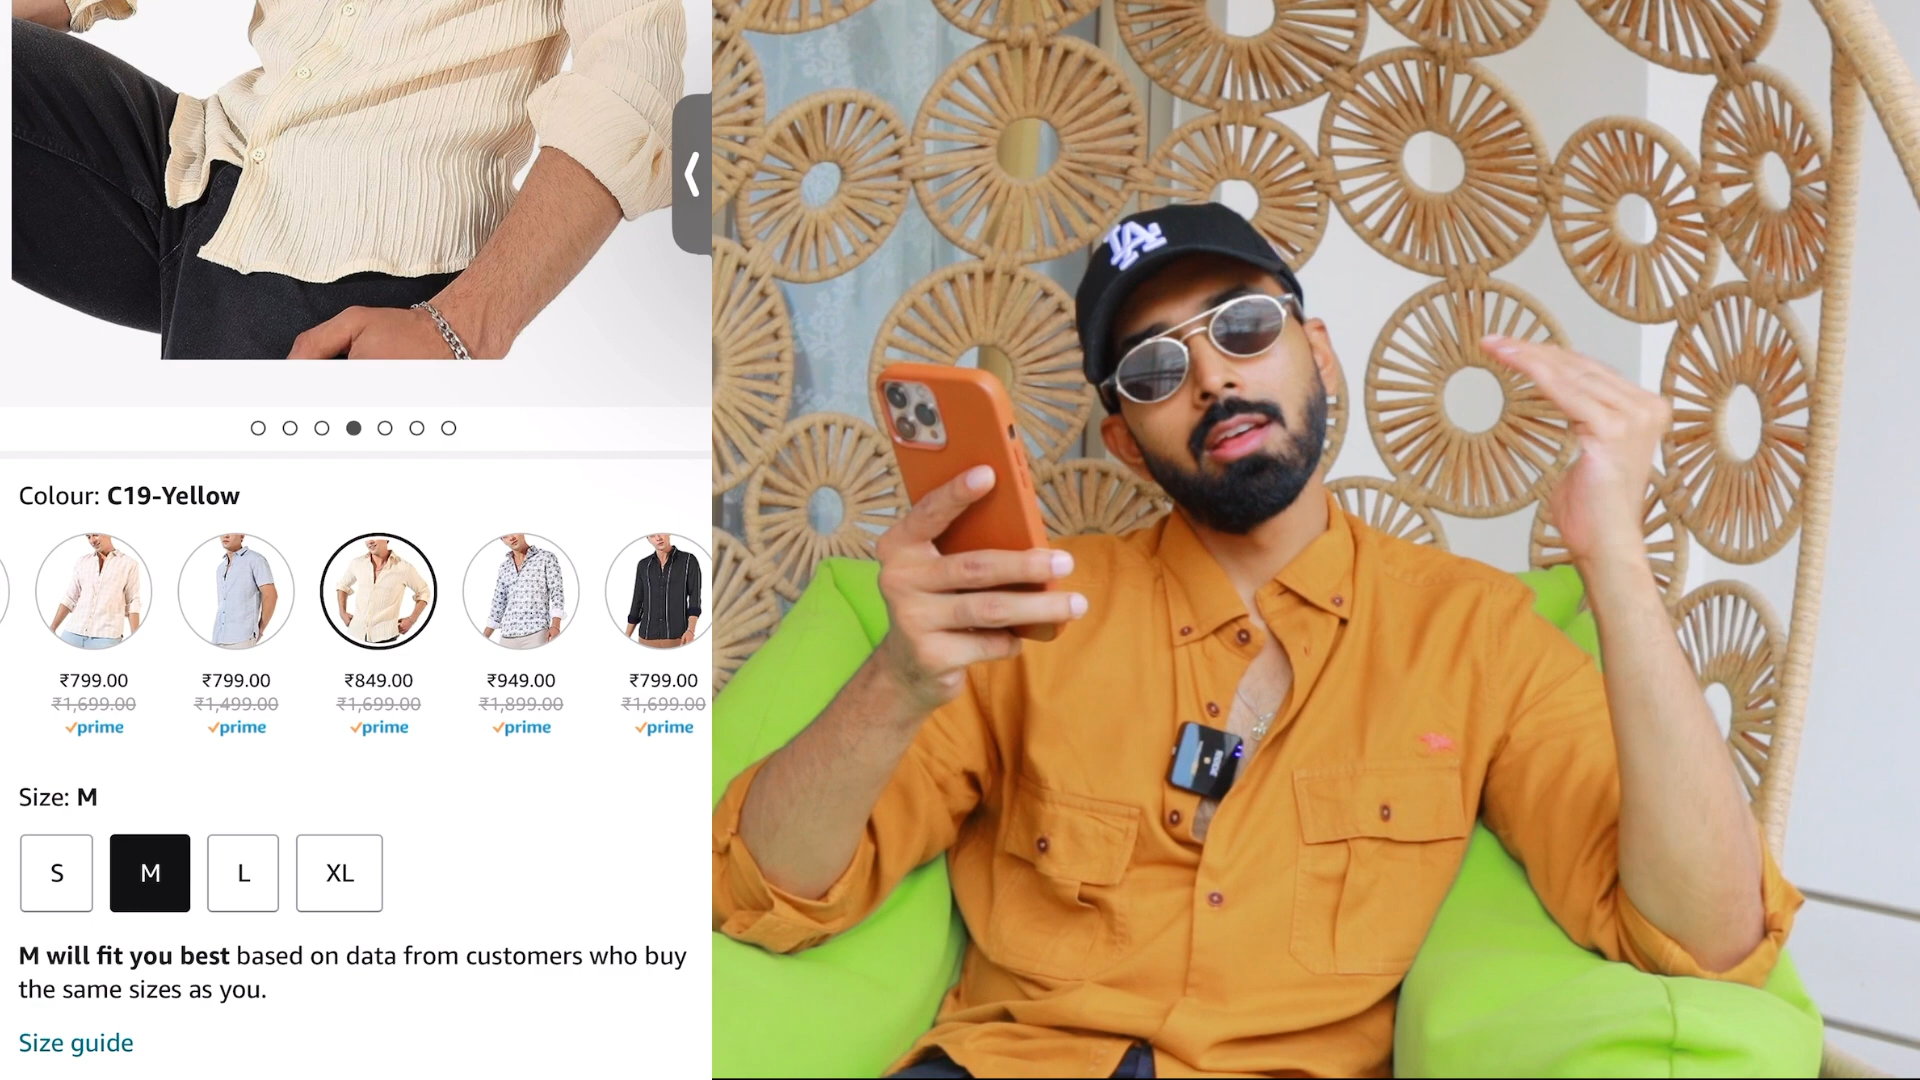 Colour: C19-Yellow
₹799.00 ₹799.00 ₹849.00 ₹949.00 ₹799.00
₹1,699.00 ₹1,499.00 ₹1,699.00 ₹1,899.00 ₹1,699.00
prime prime prime prime prime
Size: M
S M L XL
M will fit you best based on data from customers who buy
the same sizes as you.
Size guide
LA